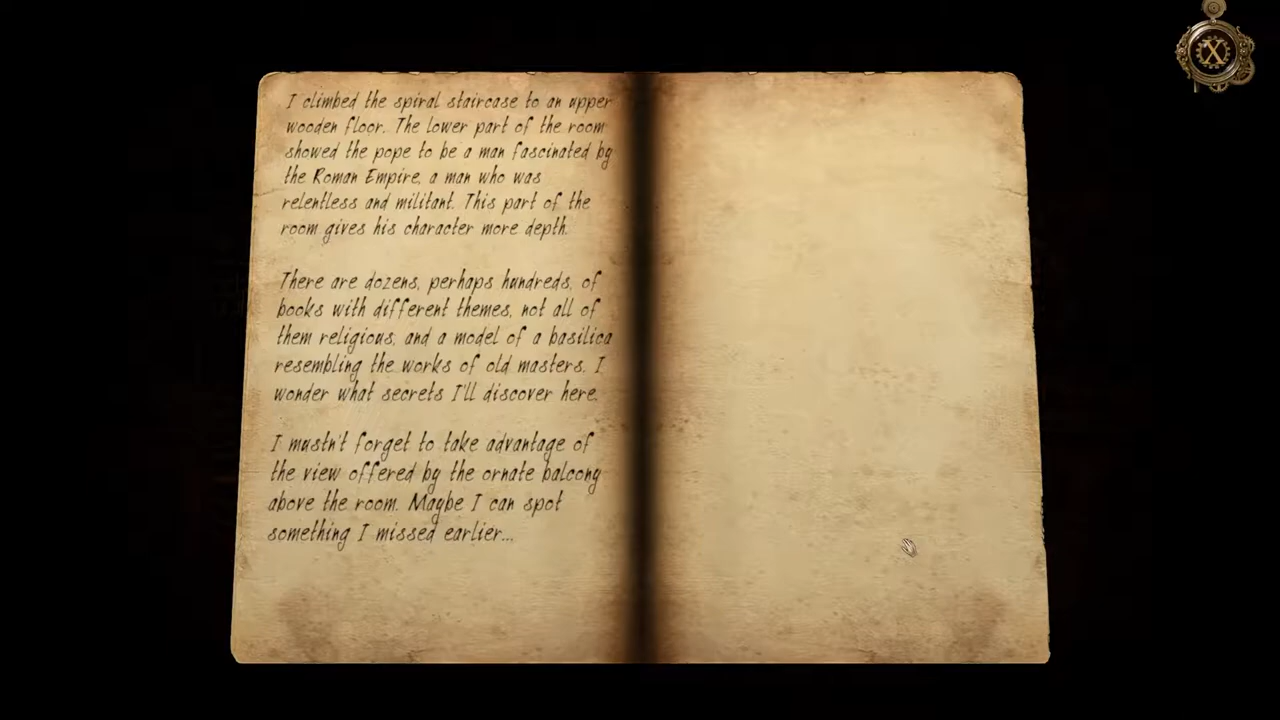 I climbed the spiral staircase to an upper
wooden floor. The lower part of the room
showed the pope to be a man fascinated by
the Roman Empire, a man who was
relentless and militant. This part of the
room gives his character more depth.
There are dozens, perhaps hundreds, of
books with different themes, not all of
them religious, and a model of a basilica
resembling the works of old masters. I
wonder what secrets I'll discover here.
I mustn't forget to take advantage of
the view offered by the ornate balcony
above the room. Maybe I can spot
something I missed earlier...
X